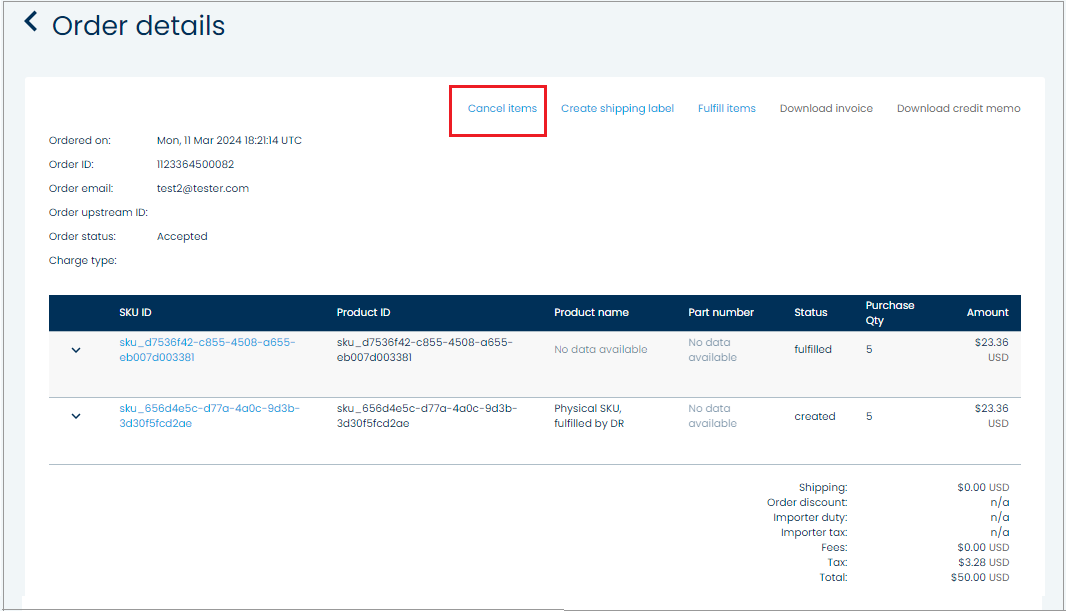 Order details
Cancel items Create shipping label Fulfill items Download invoice Download credit memo
Ordered on: Mon, 11 Mar 2024 18:21:14 UTC
Order ID: 1123364500082
Order email: test2@tester.com
Order upstream ID:
Order status: Accepted
Charge type:
SKU ID Product ID Product name Part number Status Purchase Qty Amount
sku_d7536f42-c855-4508-a655- sku_d7536f42-c855-4508-a655- No data available No data fulfilled 5 $23.36
eb007d003381 eb007d003381 available USD
sku_656d4e5c-d77a-4a0c-9d3b- sku_656d4e5c-d77a-4a0c-9d3b- Physical SKU, No data created 5 $23.36
3d30f5fcd2ae 3d30f5fcd2ae fulfilled by DR available USD
Shipping: $0.00 USD
Order discount: n/a
Importer duty: n/a
Importer tax: n/a
Fees: $0.00 USD
Tax: $3.28 USD
Total: $50.00 USD